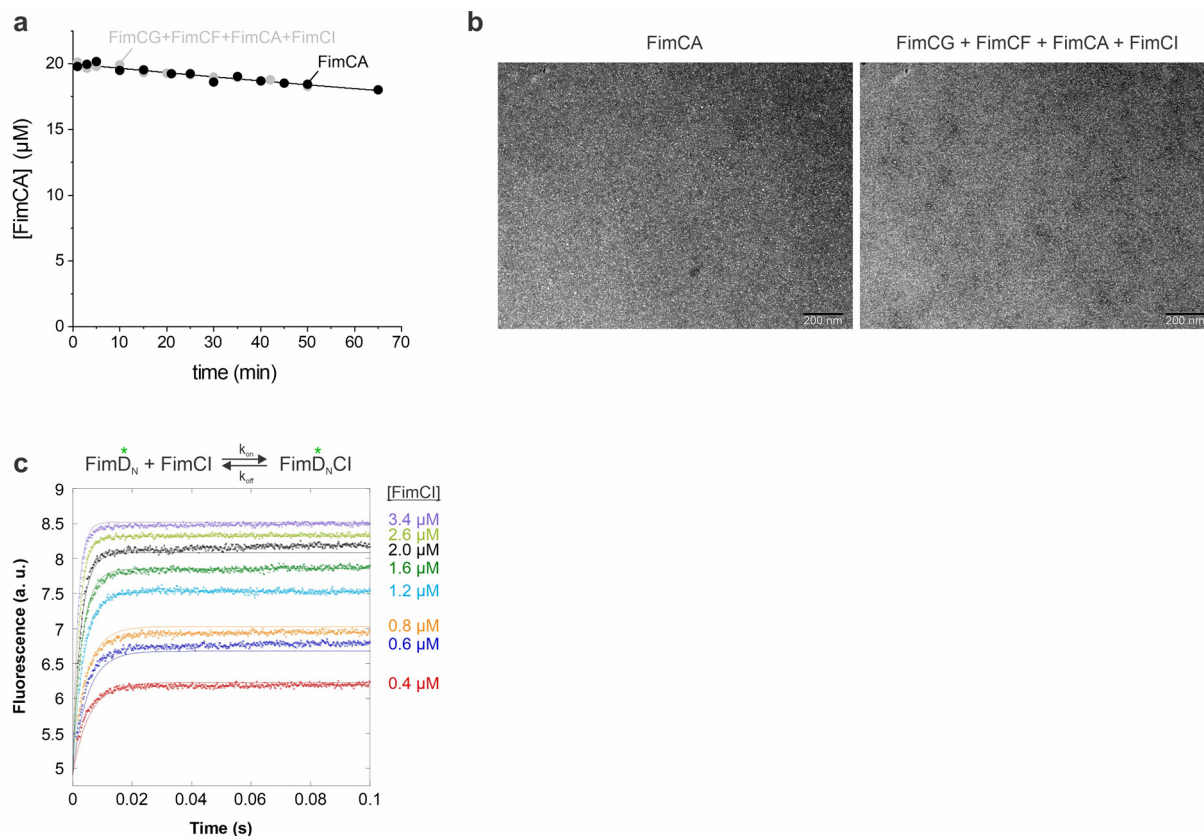 a
FimCG+FimCF+FimCA+FimCI
FimCA
[FimCA] (µM)
20
15
10
5
0
0 10 20 30 40 50 60 70
time (min)
b
FimCA
FimCG + FimCF + FimCA + FimCI
200 nm
200 nm
c
* *
FimD_N + FimCI k_on k_off FimD_NCI
[FimCI]
Fluorescence (a. u.)
9
8.5
8
7.5
7
6.5
6
5.5
5
3.4 µM
2.6 µM
2.0 µM
1.6 µM
1.2 µM
0.8 µM
0.6 µM
0.4 µM
0 0.02 0.04 0.06 0.08 0.1
Time (s)